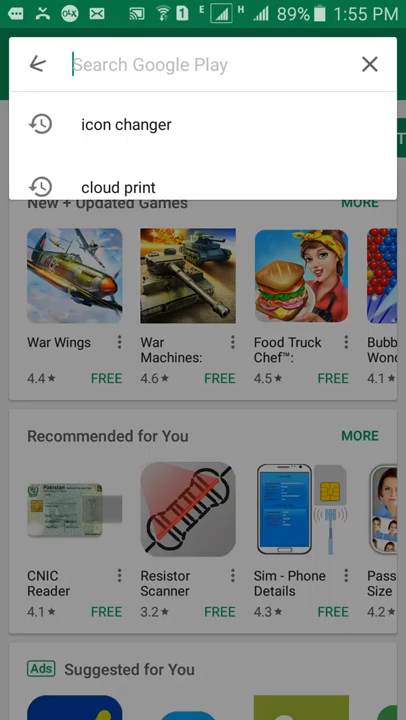 E H 89% 1:55 PM
Search Google Play
icon changer
cloud print
New + Updated Games MORE
War Wings
War Machines:
Food Truck Chef™:
Bubb
Wond
4.4 FREE
4.6 FREE
4.5 FREE
4.1
Recommended for You MORE
Pakistan
CNIC Reader
Resistor Scanner
Sim - Phone Details
Pass
Size
4.1 FREE
3.2 FREE
4.3 FREE
4.2
Ads Suggested for You